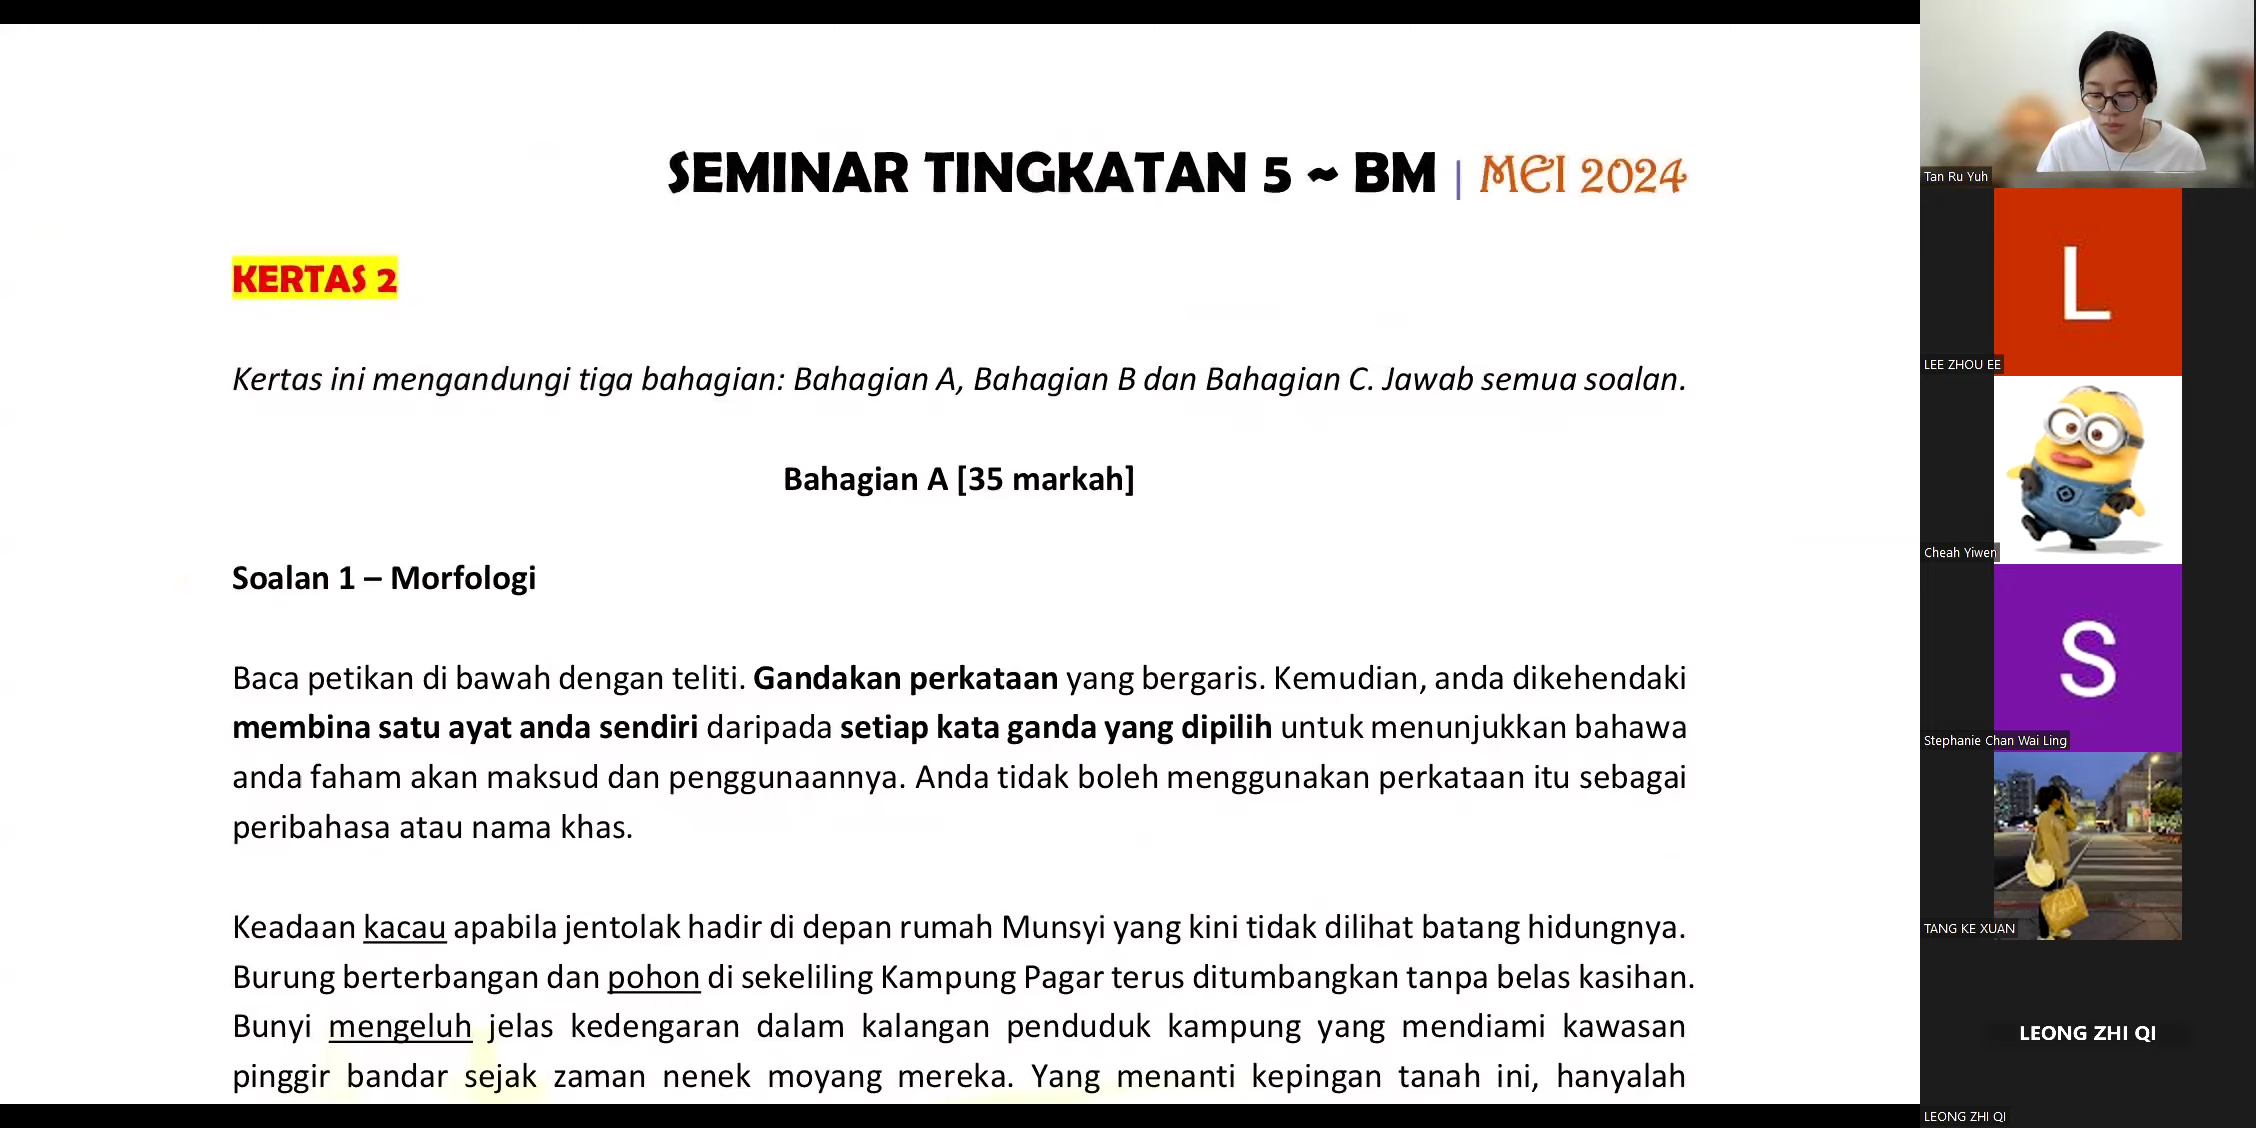 SEMINAR TINGKATAN 5 ~ BM | MEI 2024
KERTAS 2
Kertas ini mengandungi tiga bahagian: Bahagian A, Bahagian B dan Bahagian C. Jawab semua soalan.
Bahagian A [35 markah]
Soalan 1 – Morfologi
Baca petikan di bawah dengan teliti. Gandakan perkataan yang bergaris. Kemudian, anda dikehendaki
membina satu ayat anda sendiri daripada setiap kata ganda yang dipilih untuk menunjukkan bahawa
anda faham akan maksud dan penggunaannya. Anda tidak boleh menggunakan perkataan itu sebagai
peribahasa atau nama khas.
Keadaan kacau apabila jentolak hadir di depan rumah Munsyi yang kini tidak dilihat batang hidungnya.
Burung berterbangan dan pohon di sekeliling Kampung Pagar terus ditumbangkan tanpa belas kasihan.
Bunyi mengeluh jelas kedengaran dalam kalangan penduduk kampung yang mendiami kawasan
pinggir bandar sejak zaman nenek moyang mereka. Yang menanti kepingan tanah ini, hanyalah
Tan Ru Yuh
L
LEE ZHOU EE
Cheah Yiwen
S
Stephanie Chan Wai Ling
TANG KE XUAN
LEONG ZHI QI
LEONG ZHI QI